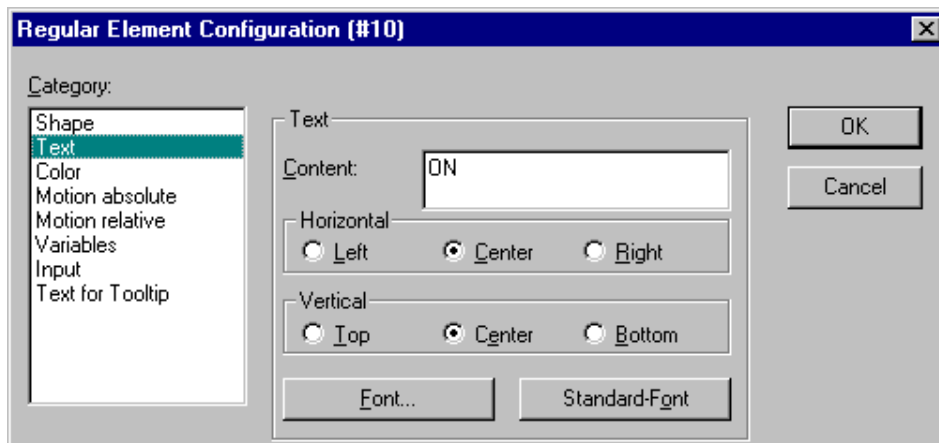 Regular Element Configuration (#10)
Category:
Shape
Text
Color
Motion absolute
Motion relative
Variables
Input
Text for Tooltip
Text
Content: ON
Horizontal
Left Center Right
Vertical
Top Center Bottom
Font... Standard-Font
OK
Cancel